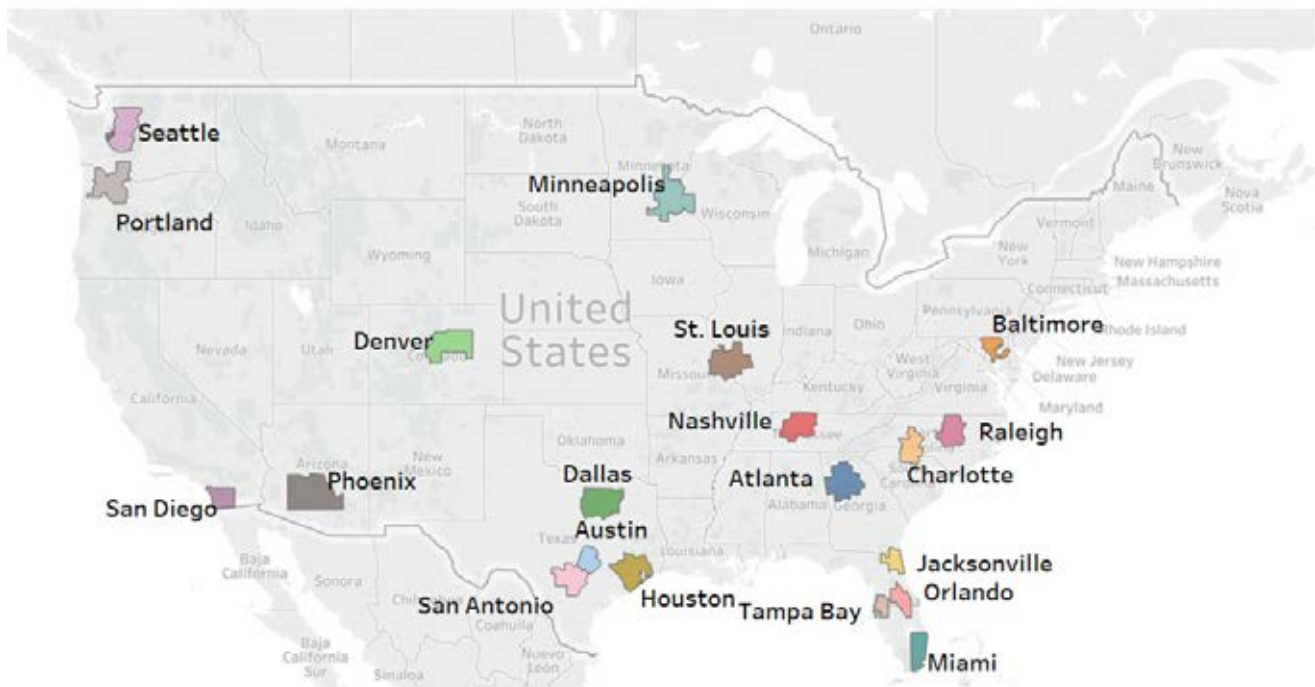 Ontario
Seattle
Montana
North
Dakota
Minnesota
New
Brunswick
Maine
Nova
Scotia
Portland
Idaho
Minneapolis
South
Dakota
Wisconsin
Vermont
Michigan
New
York
Wyoming
Iowa
New Hampshire
Massachusetts
Connecticut
Rhode Island
Pennsylvania
United
States
Nevada
Utah
Denver
St. Louis
Indiana
Ohio
Baltimore
New Jersey
Delaware
Maryland
West
Virginia
Virginia
Kentucky
California
Nashville
Raleigh
Oklahoma
Arkansas
Charlotte
Arizona
New
Mexico
Phoenix
Dallas
Atlanta
Alabama
Georgia
San Diego
Texas
Austin
Louisiana
Baja
California
Sonora
Jacksonville
Orlando
San Antonio
Houston
Tampa Bay
Coahuila
Baja
California
Sur
Sinaloa
Nuevo
León
Miami